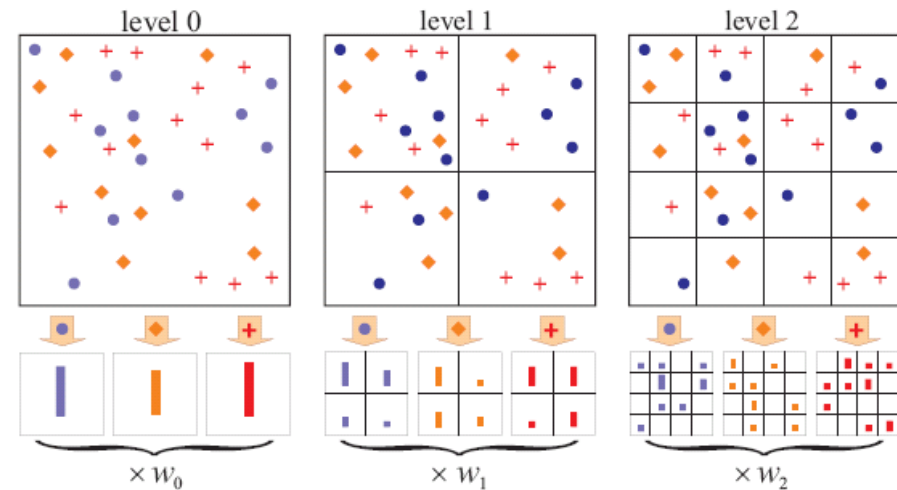 level 0
level 1
level 2
× w₀
× w₁
× w₂